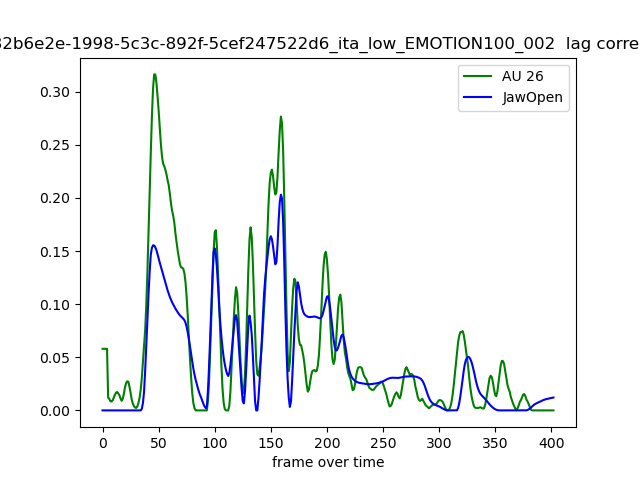 32b6e2e-1998-5c3c-892f-5cef247522d6_ita_low_EMOTION100_002  lag corre
AU 26
JawOpen
0.30
0.25
0.20
0.15
0.10
0.05
0.00
0 50 100 150 200 250 300 350 400
frame over time